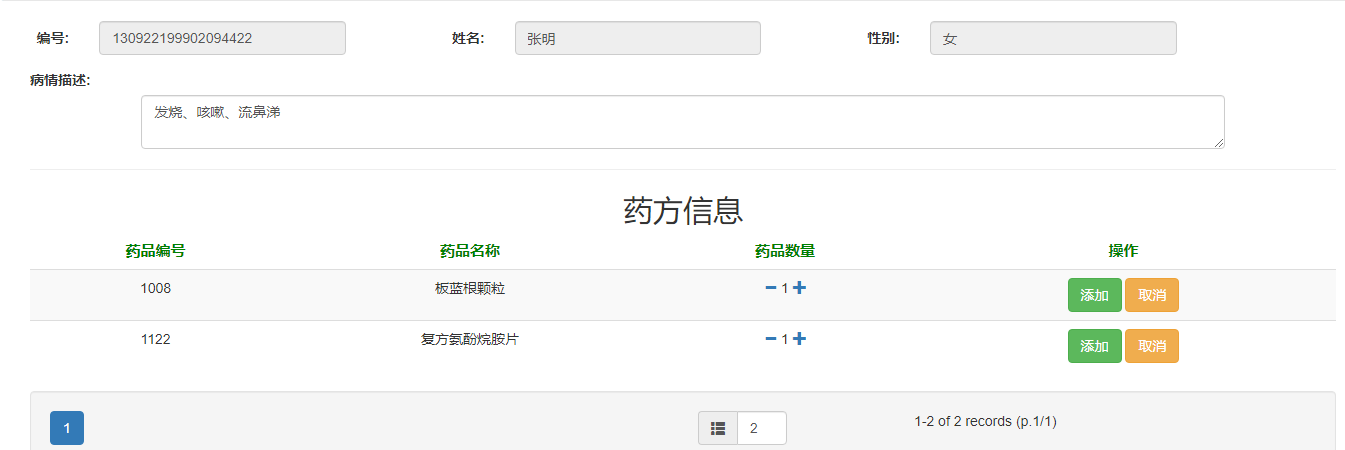 编号: 130922199902094422 姓名: 张明 性别: 女
病情描述:
发烧、咳嗽、流鼻涕
药方信息
药品编号 药品名称 药品数量 操作
1008 板蓝根颗粒 1 添加 取消
1122 复方氨酚烷胺片 1 添加 取消
1 2 1-2 of 2 records (p.1/1)